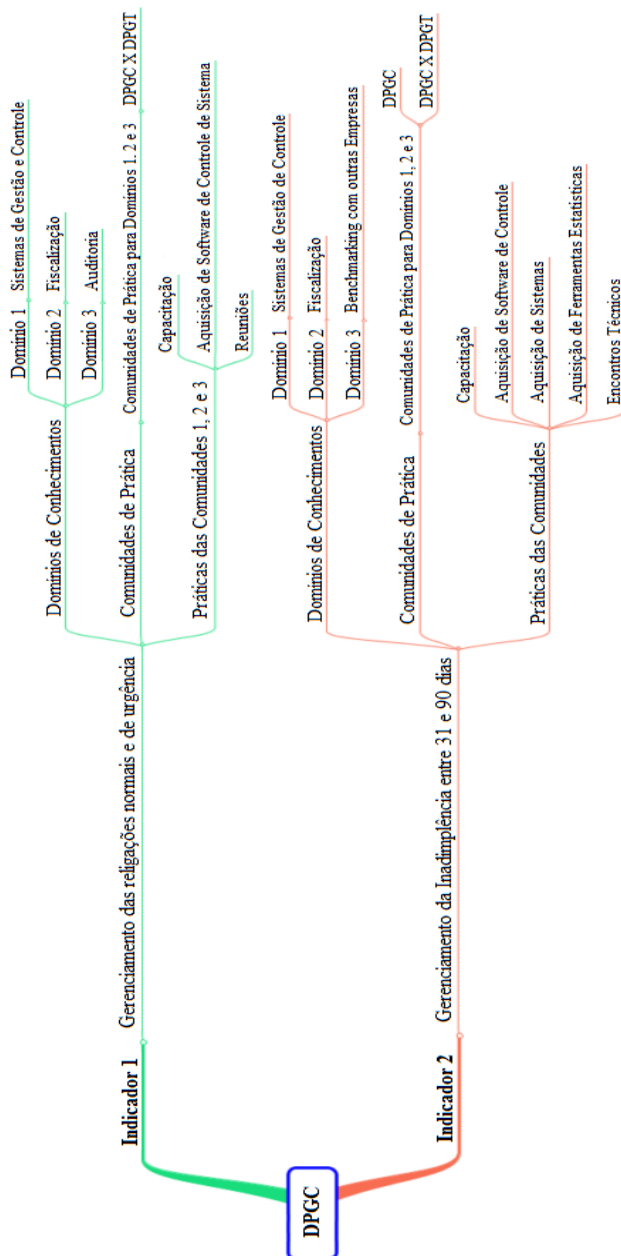 DPGC
Indicador 1
Gerenciamento das religações normais e de urgência
Domínios de Conhecimentos
Domínio 1 Sistemas de Gestão e Controle
Domínio 2 Fiscalização
Domínio 3 Auditoria
Comunidades de Prática
Comunidades de Prática para Domínios 1. 2 e 3
DPGC X DPGT
Práticas das Comunidades 1, 2 e 3
Capacitação
Aquisição de Software de Controle de Sistema
Reuniões
Indicador 2
Gerenciamento da Inadimplência entre 31 e 90 dias
Domínios de Conhecimentos
Domínio 1 Sistemas de Gestão de Controle
Domínio 2 Fiscalização
Domínio 3 Benchmarking com outras Empresas
Comunidades de Prática
Comunidades de Prática para Domínios 1, 2 e 3
DPGC
DPGC X DPGT
Práticas das Comunidades
Capacitação
Aquisição de Software de Controle
Aquisição de Sistemas
Aquisição de Ferramentas Estatísticas
Encontros Técnicos